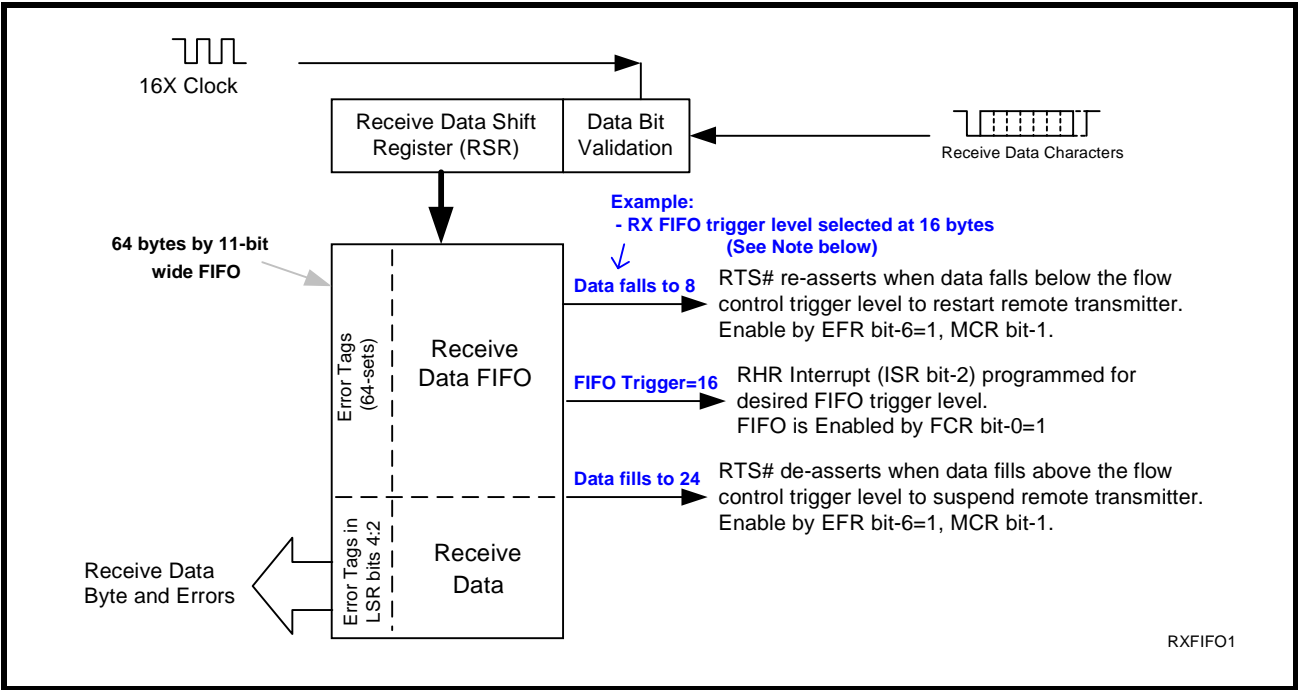 16X Clock
Receive Data Shift
Register (RSR)
Data Bit
Validation
Receive Data Characters
Example:
- RX FIFO trigger level selected at 16 bytes
(See Note below)
64 bytes by 11-bit
wide FIFO
Data falls to 8
RTS# re-asserts when data falls below the flow
control trigger level to restart remote transmitter.
Enable by EFR bit-6=1, MCR bit-1.
Error Tags
(64-sets)
Receive
Data FIFO
FIFO Trigger=16
RHR Interrupt (ISR bit-2) programmed for
desired FIFO trigger level.
FIFO is Enabled by FCR bit-0=1
Data fills to 24
RTS# de-asserts when data fills above the flow
control trigger level to suspend remote transmitter.
Enable by EFR bit-6=1, MCR bit-1.
Error Tags in
LSR bits 4:2
Receive
Data
Receive Data
Byte and Errors
RXFIFO1